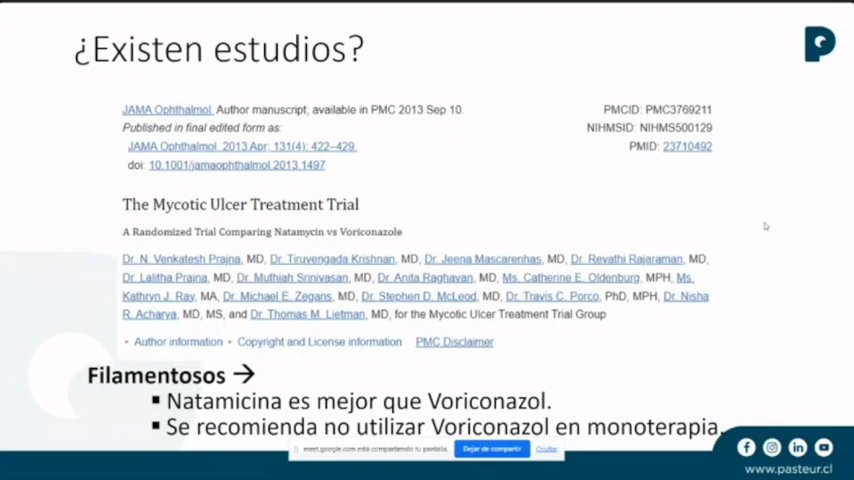 ¿Existen estudios?
JAMA Ophthalmol. Author manuscript; available in PMC 2013 Sep 10.
Published in final edited form as:
JAMA Ophthalmol. 2013 Apr; 131(4): 422–429.
doi: 10.1001/jamaophthalmol.2013.1497
PMCID: PMC3769211
NIHMSID: NIHMS500129
PMID: 23710492
The Mycotic Ulcer Treatment Trial
A Randomized Trial Comparing Natamycin vs Voriconazole
Dr. N. Venkatesh Prajna, MD, Dr. Tiruvengada Krishnan, MD, Dr. Jeena Mascarenhas, MD, Dr. Revathi Rajaraman, MD,
Dr. Lalitha Prajna, MD, Dr. Muthiah Srinivasan, MD, Dr. Anita Raghavan, MD, Ms. Catherine E. Oldenburg, MPH, Ms.
Kathryn J. Ray, MA, Dr. Michael E. Zegans, MD, Dr. Stephen D. McLeod, MD, Dr. Travis C. Porco, PhD, MPH, Dr. Nisha
R. Acharya, MD, MS, and Dr. Thomas M. Lietman, MD, for the Mycotic Ulcer Treatment Trial Group
▸ Author information ▸ Copyright and License information PMC Disclaimer
Filamentosos →
▪ Natamicina es mejor que Voriconazol.
▪ Se recomienda no utilizar Voriconazol en monoterapia.
meet.google.com está compartiendo tu pantalla. Dejar de compartir Ocultar
www.pasteur.cl